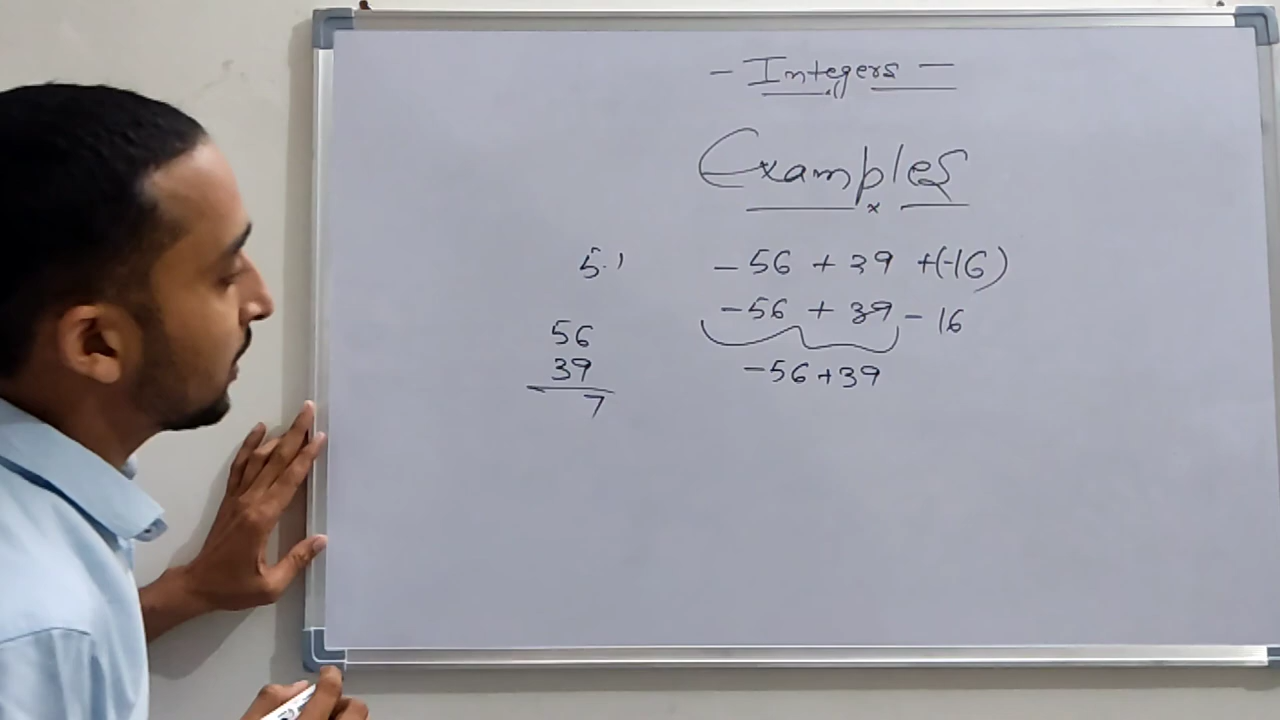 - Integers -
Examples
5.1
-56 + 39 +(-16)
-56 + 39 - 16
-56+39
56
39
7